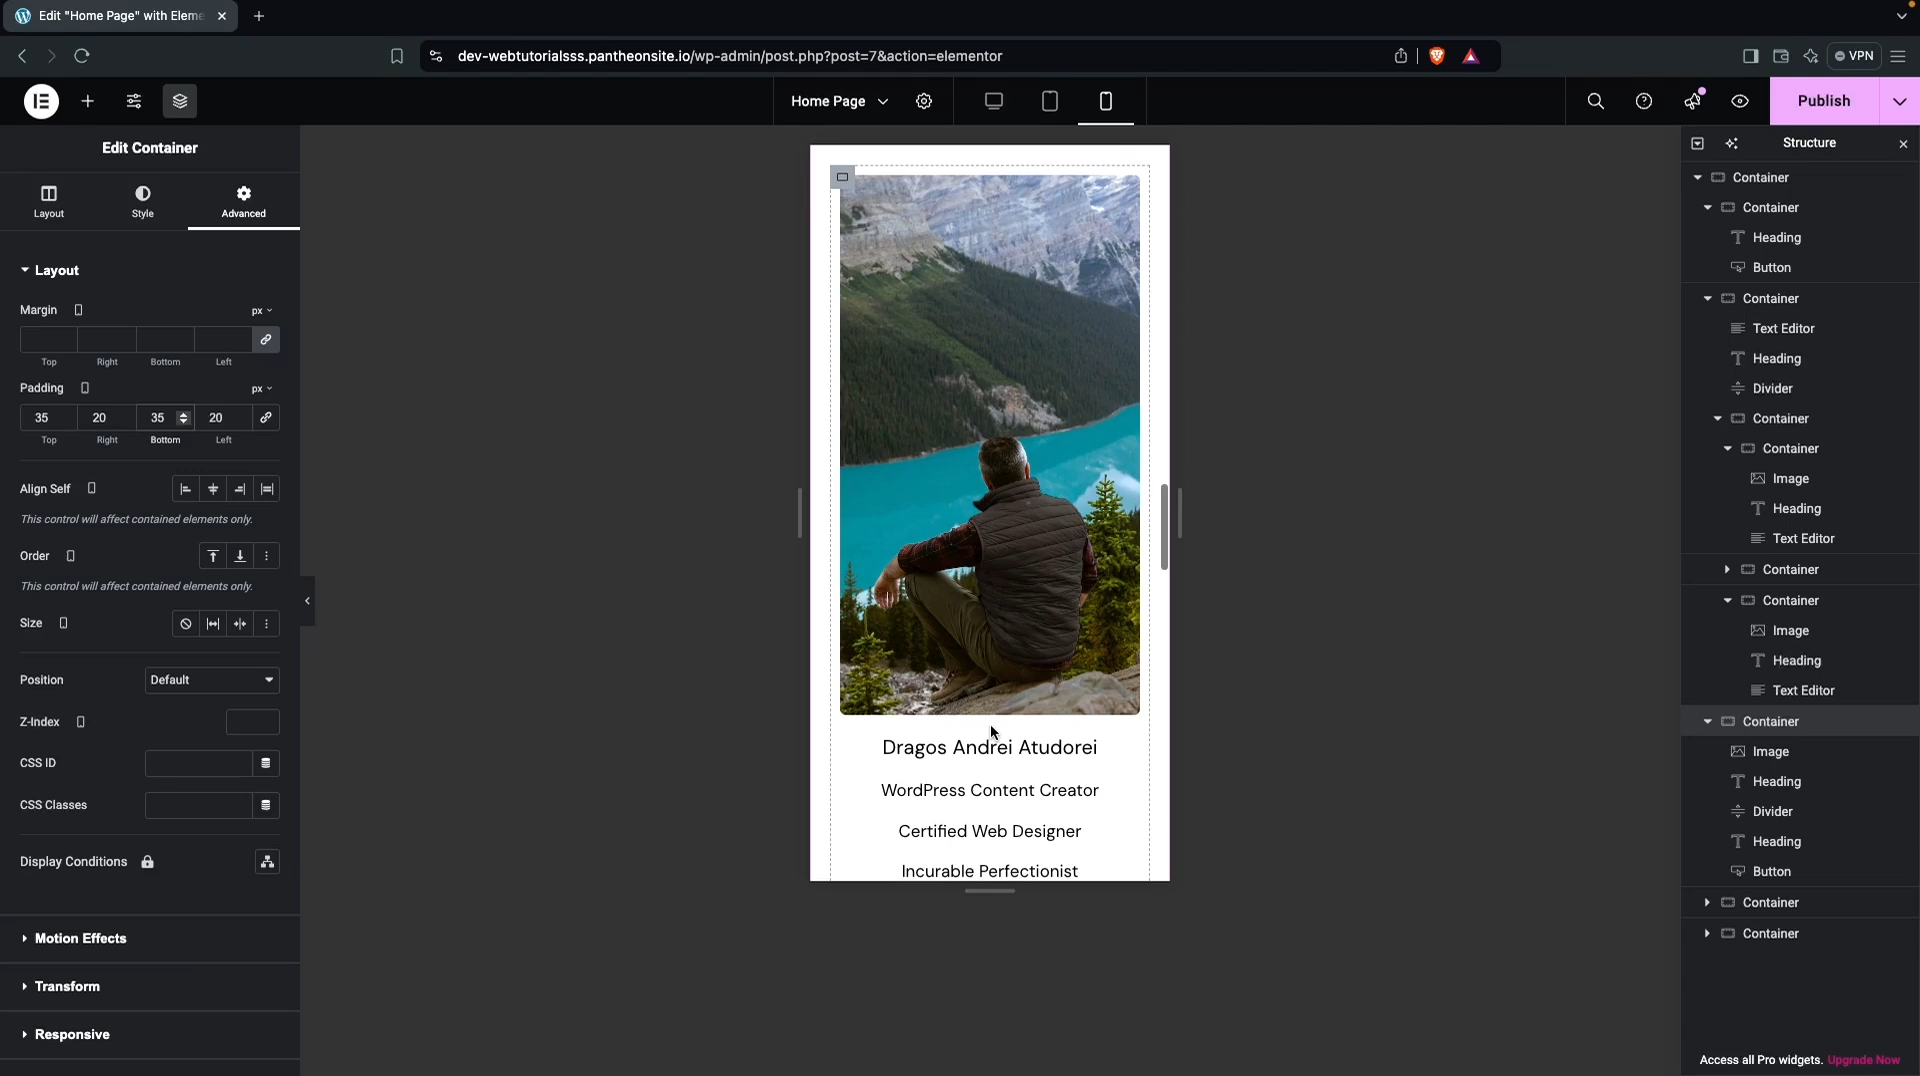 Edit "Home Page" with Eleme
dev-webtutorialsss.pantheonsite.io/wp-admin/post.php?post=7&action=elementor
VPN
Home Page
Publish
Edit Container
Layout
Style
Advanced
Layout
Margin
px
Top
Right
Bottom
Left
Padding
px
35
20
35
20
Top
Right
Bottom
Left
Align Self
This control will affect contained elements only.
Order
This control will affect contained elements only.
Size
Position
Default
Z-Index
CSS ID
CSS Classes
Display Conditions
Motion Effects
Transform
Responsive
Dragos Andrei Atudorei
WordPress Content Creator
Certified Web Designer
Incurable Perfectionist
Structure
Container
Container
Heading
Button
Container
Text Editor
Heading
Divider
Container
Container
Image
Heading
Text Editor
Container
Container
Image
Heading
Text Editor
Container
Image
Heading
Divider
Heading
Button
Container
Container
Access all Pro widgets. Upgrade Now